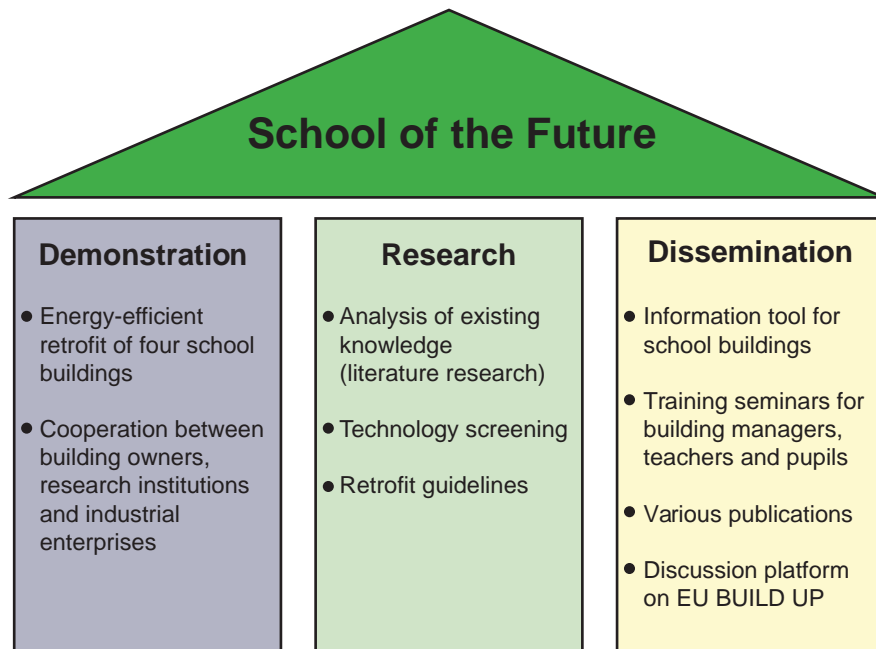 School of the Future
Demonstration
● Energy-efficient
retrofit of four school
buildings
● Cooperation between
building owners,
research institutions
and industrial
enterprises
Research
● Analysis of existing
knowledge
(literature research)
● Technology screening
● Retrofit guidelines
Dissemination
● Information tool for
school buildings
● Training seminars for
building managers,
teachers and pupils
● Various publications
● Discussion platform
on EU BUILD UP